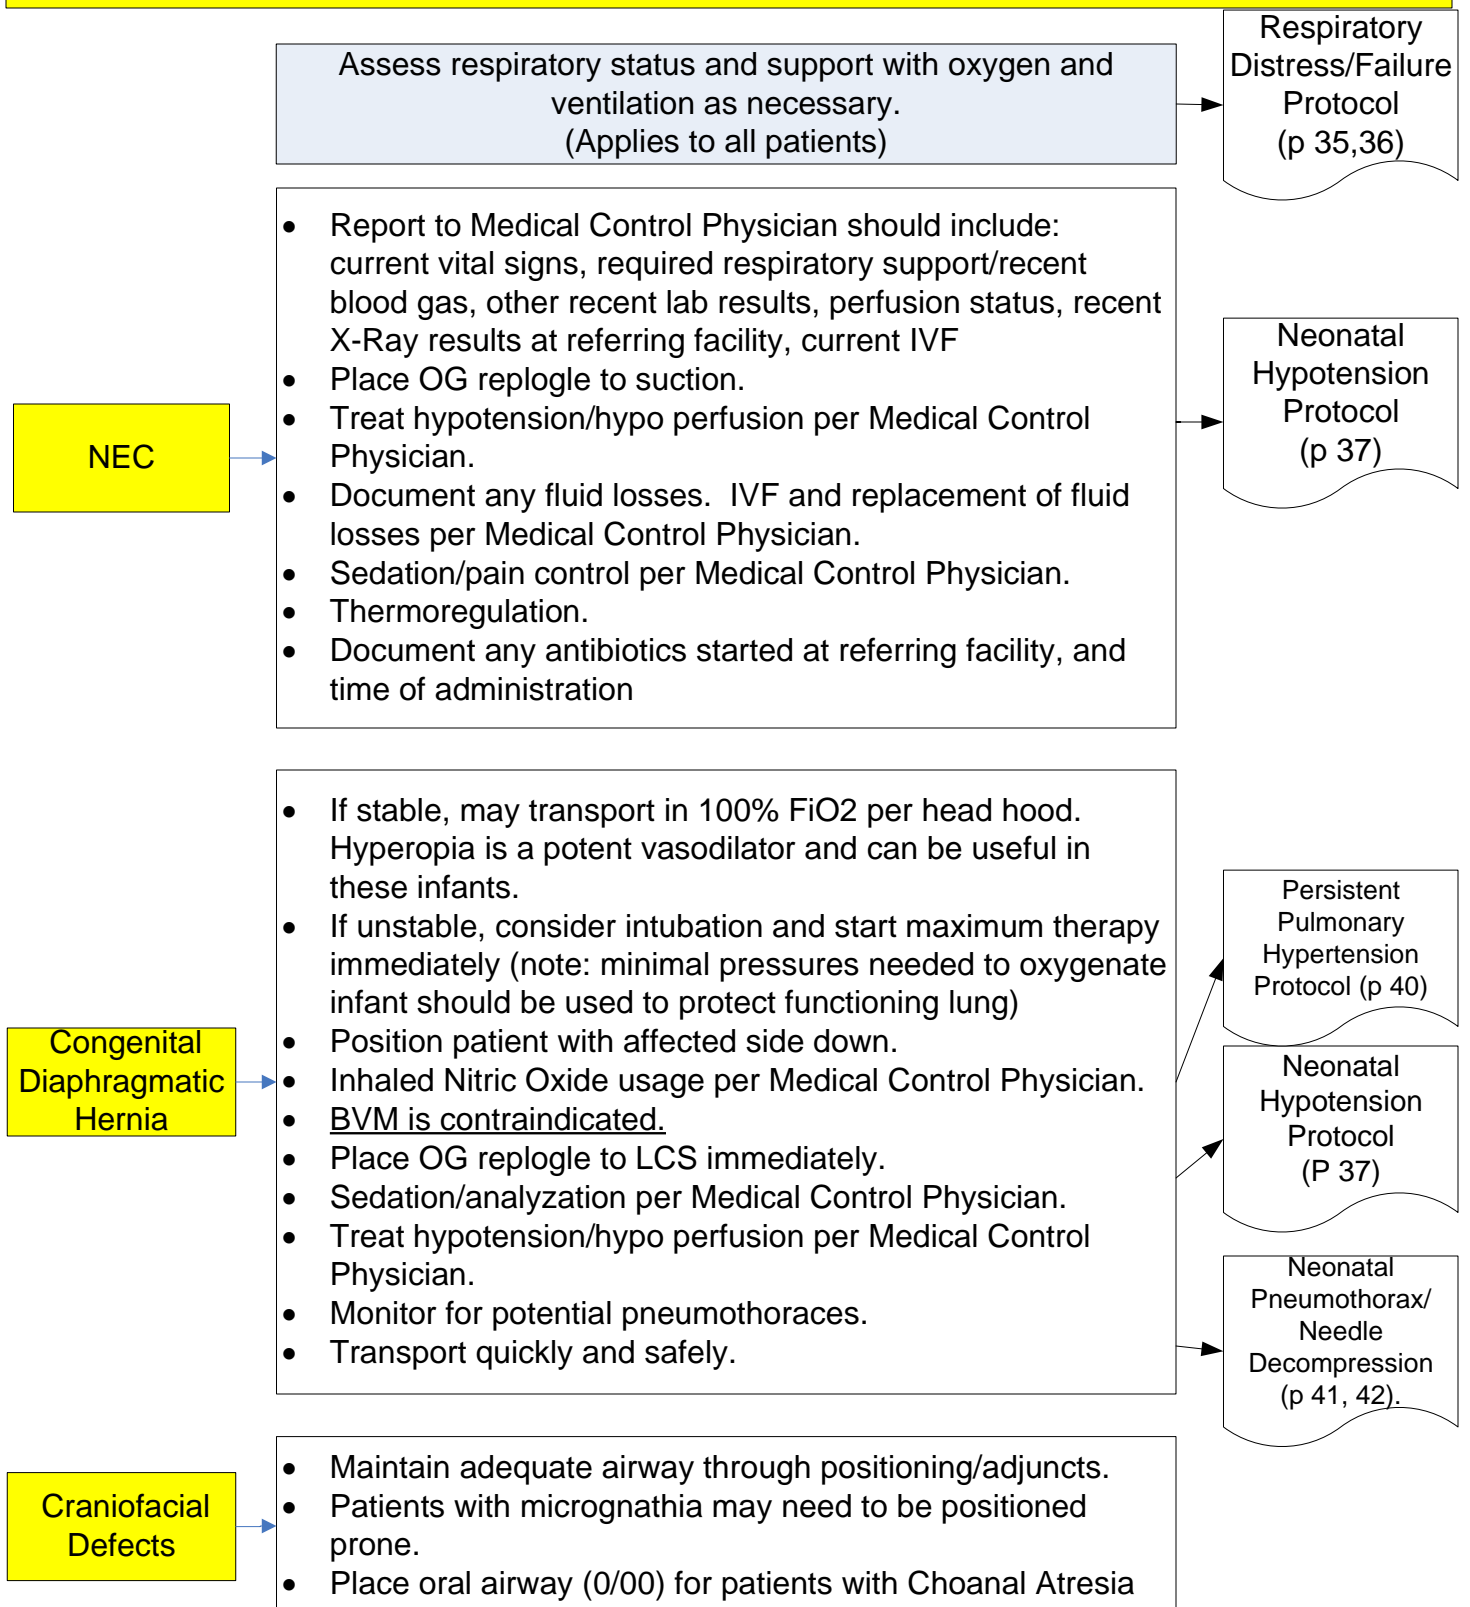 Assess respiratory status and support with oxygen and
ventilation as necessary.
(Applies to all patients)
Respiratory
Distress/Failure
Protocol
(p 35,36)
NEC
• Report to Medical Control Physician should include:
current vital signs, required respiratory support/recent
blood gas, other recent lab results, perfusion status, recent
X-Ray results at referring facility, current IVF
• Place OG replogle to suction.
• Treat hypotension/hypo perfusion per Medical Control
Physician.
• Document any fluid losses.  IVF and replacement of fluid
losses per Medical Control Physician.
• Sedation/pain control per Medical Control Physician.
• Thermoregulation.
• Document any antibiotics started at referring facility, and
time of administration
Neonatal
Hypotension
Protocol
(p 37)
Congenital
Diaphragmatic
Hernia
• If stable, may transport in 100% FiO2 per head hood.
Hyperopia is a potent vasodilator and can be useful in
these infants.
• If unstable, consider intubation and start maximum therapy
immediately (note: minimal pressures needed to oxygenate
infant should be used to protect functioning lung)
• Position patient with affected side down.
• Inhaled Nitric Oxide usage per Medical Control Physician.
• BVM is contraindicated.
• Place OG replogle to LCS immediately.
• Sedation/analyzation per Medical Control Physician.
• Treat hypotension/hypo perfusion per Medical Control
Physician.
• Monitor for potential pneumothoraces.
• Transport quickly and safely.
Persistent
Pulmonary
Hypertension
Protocol (p 40)
Neonatal
Hypotension
Protocol
(P 37)
Neonatal
Pneumothorax/
Needle
Decompression
(p 41, 42).
Craniofacial
Defects
• Maintain adequate airway through positioning/adjuncts.
• Patients with micrognathia may need to be positioned
prone.
• Place oral airway (0/00) for patients with Choanal Atresia